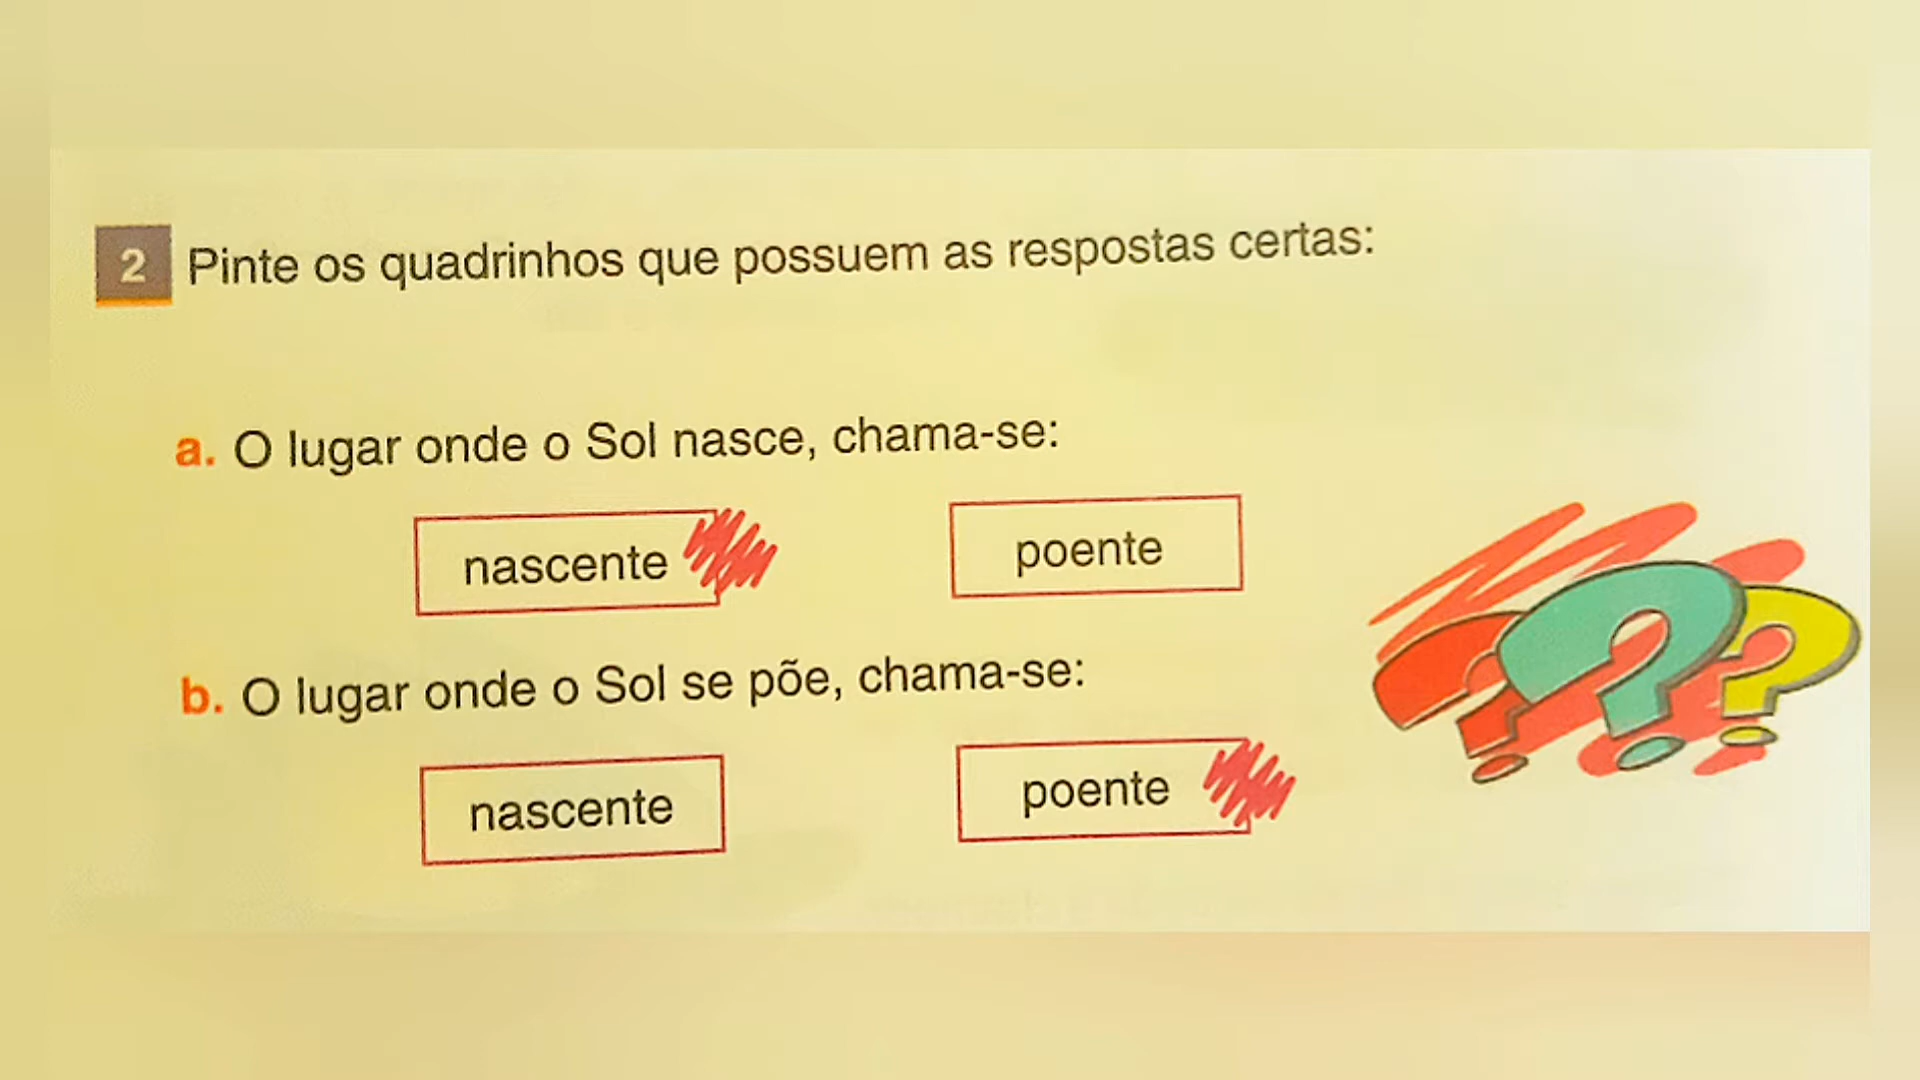 2 Pinte os quadrinhos que possuem as respostas certas:
a. O lugar onde o Sol nasce, chama-se:
nascente poente
b. O lugar onde o Sol se põe, chama-se:
nascente poente